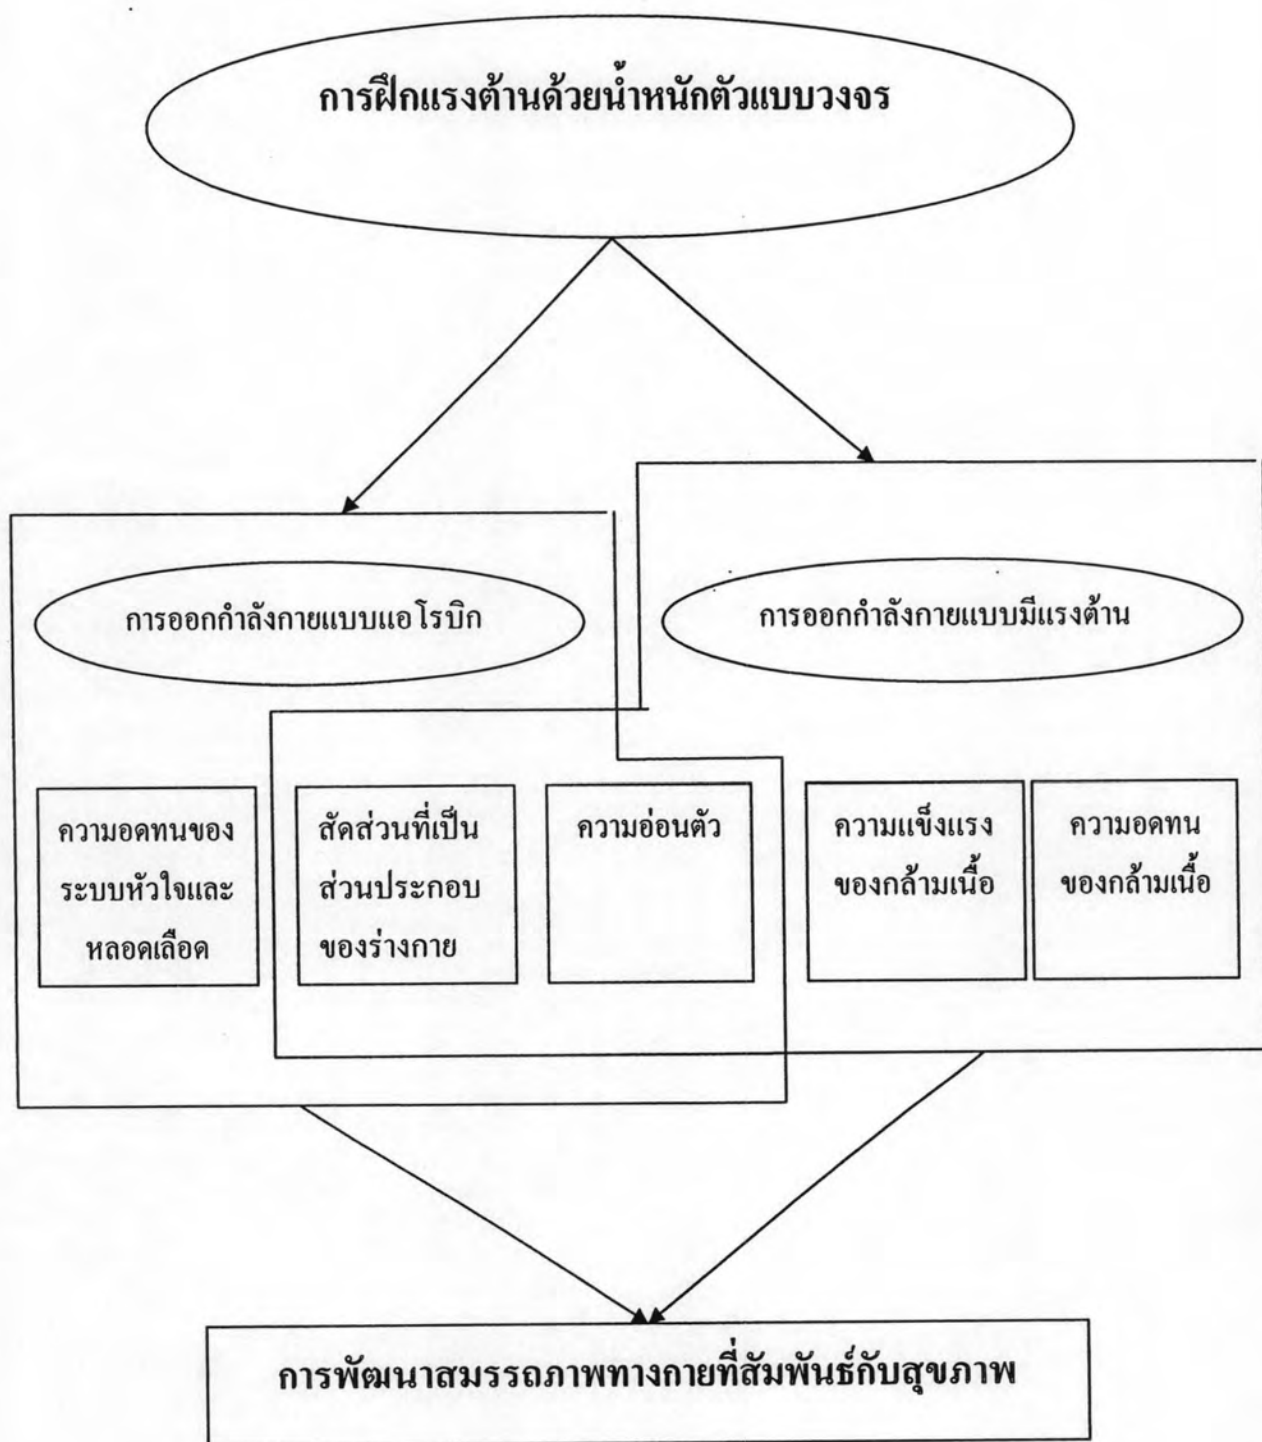 การฝึกแรงต้านด้วยน้ำหนักตัวแบบวงจร
การออกกำลังกายแบบแอโรบิก
การออกกำลังกายแบบมีแรงต้าน
ความอดทนของ
ระบบหัวใจและ
หลอดเลือด
สัดส่วนที่เป็น
ส่วนประกอบ
ของร่างกาย
ความอ่อนตัว
ความแข็งแรง
ของกล้ามเนื้อ
ความอดทน
ของกล้ามเนื้อ
การพัฒนาสมรรถภาพทางกายที่สัมพันธ์กับสุขภาพ